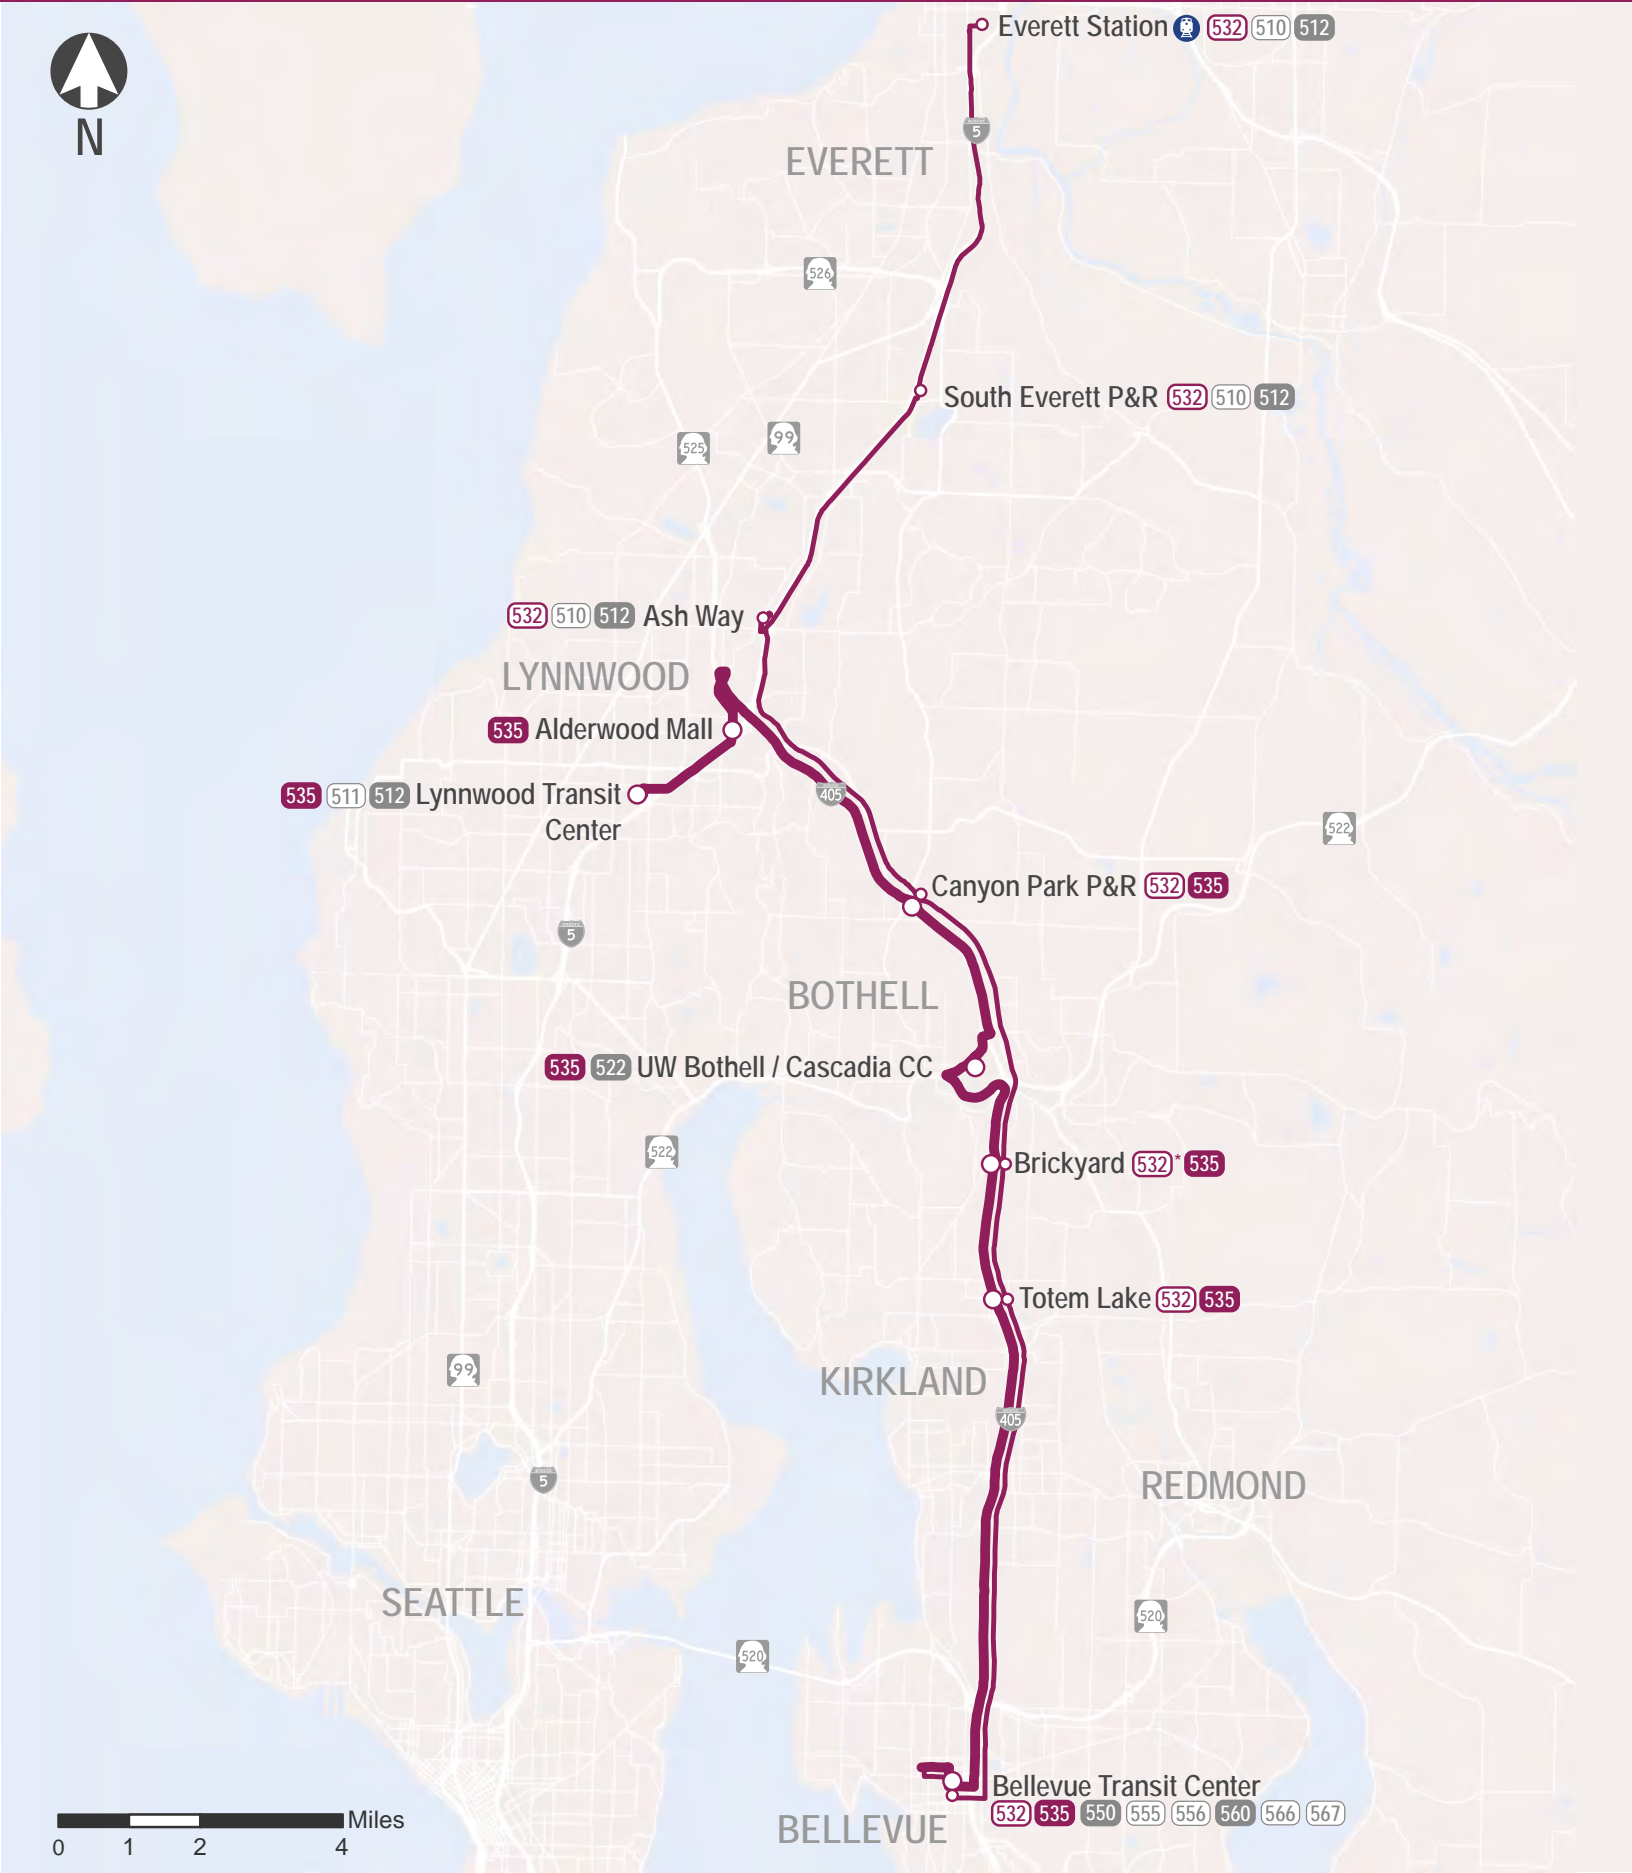 Everett Station 532 510 512
N
5
EVERETT
526
South Everett P&R 532 510 512
525
99
532 510 512 Ash Way
LYNNWOOD
535 Alderwood Mall
535 511 512 Lynnwood Transit
Center
405
522
Canyon Park P&R 532 535
5
BOTHELL
535 522 UW Bothell / Cascadia CC
522
Brickyard 532* 535
Totem Lake 532 535
99
KIRKLAND
405
5
REDMOND
SEATTLE
520
520
Bellevue Transit Center
532 535 550 555 556 560 566 567
BELLEVUE
Miles
0 1 2 4